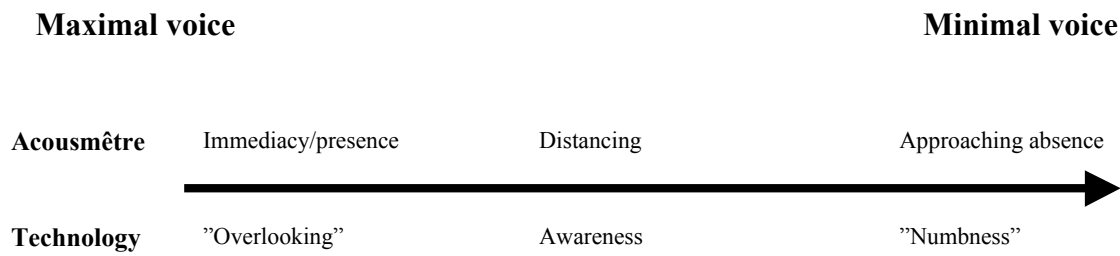 Maximal voice Minimal voice
Acousmêtre Immediacy/presence Distancing Approaching absence
Technology ”Overlooking” Awareness ”Numbness”